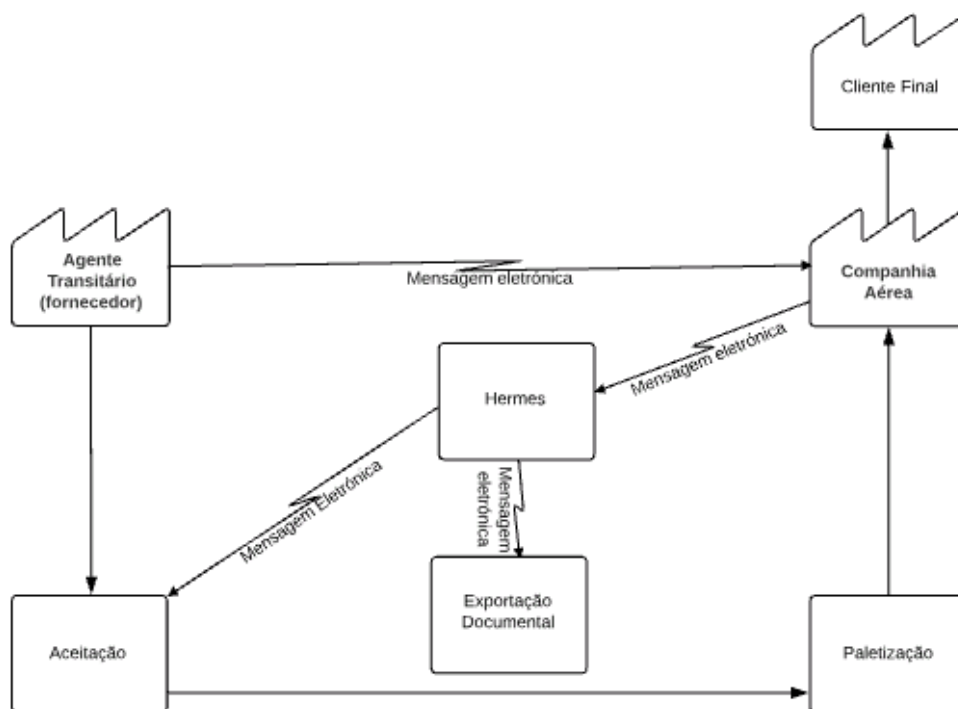 Cliente Final
Agente
Transitário
(fornecedor)
Mensagem eletrónica
Companhia
Aérea
Mensagem eletrónica
Hermes
Mensagem Eletrónica
Mensagem
eletrónica
Aceitação
Exportação
Documental
Paletização